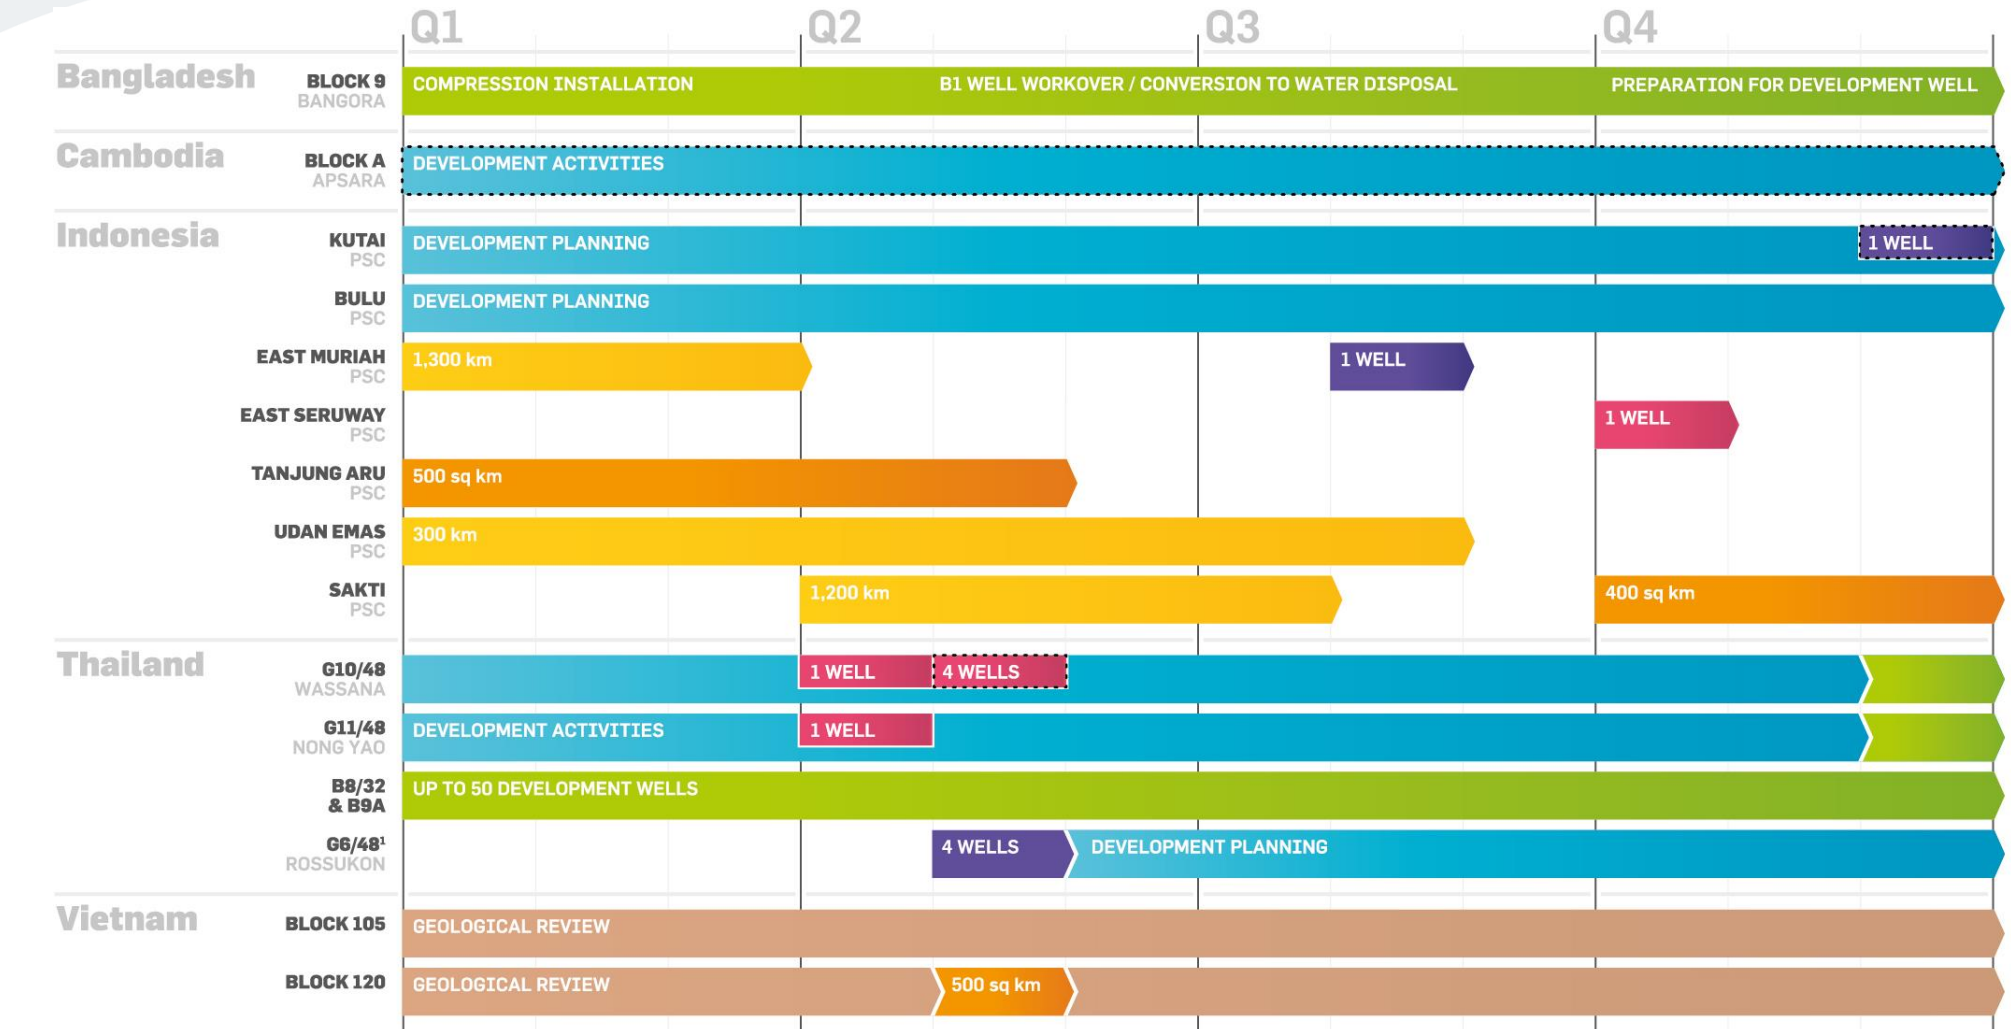 Q1 Q2 Q3 Q4
Bangladesh
BLOCK 9
BANGORA
COMPRESSION INSTALLATION
B1 WELL WORKOVER / CONVERSION TO WATER DISPOSAL
PREPARATION FOR DEVELOPMENT WELL
Cambodia
BLOCK A
APSARA
DEVELOPMENT ACTIVITIES
Indonesia
KUTAI
PSC
DEVELOPMENT PLANNING
1 WELL
BULU
PSC
DEVELOPMENT PLANNING
EAST MURIAH
PSC
1,300 km
1 WELL
EAST SERUWAY
PSC
1 WELL
TANJUNG ARU
PSC
500 sq km
UDAN EMAS
PSC
300 km
SAKTI
PSC
1,200 km
400 sq km
Thailand
G10/48
WASSANA
1 WELL
4 WELLS
G11/48
NONG YAO
DEVELOPMENT ACTIVITIES
1 WELL
B8/32
& B9A
UP TO 50 DEVELOPMENT WELLS
G6/48¹
ROSSUKON
4 WELLS
DEVELOPMENT PLANNING
Vietnam
BLOCK 105
GEOLOGICAL REVIEW
BLOCK 120
GEOLOGICAL REVIEW
500 sq km